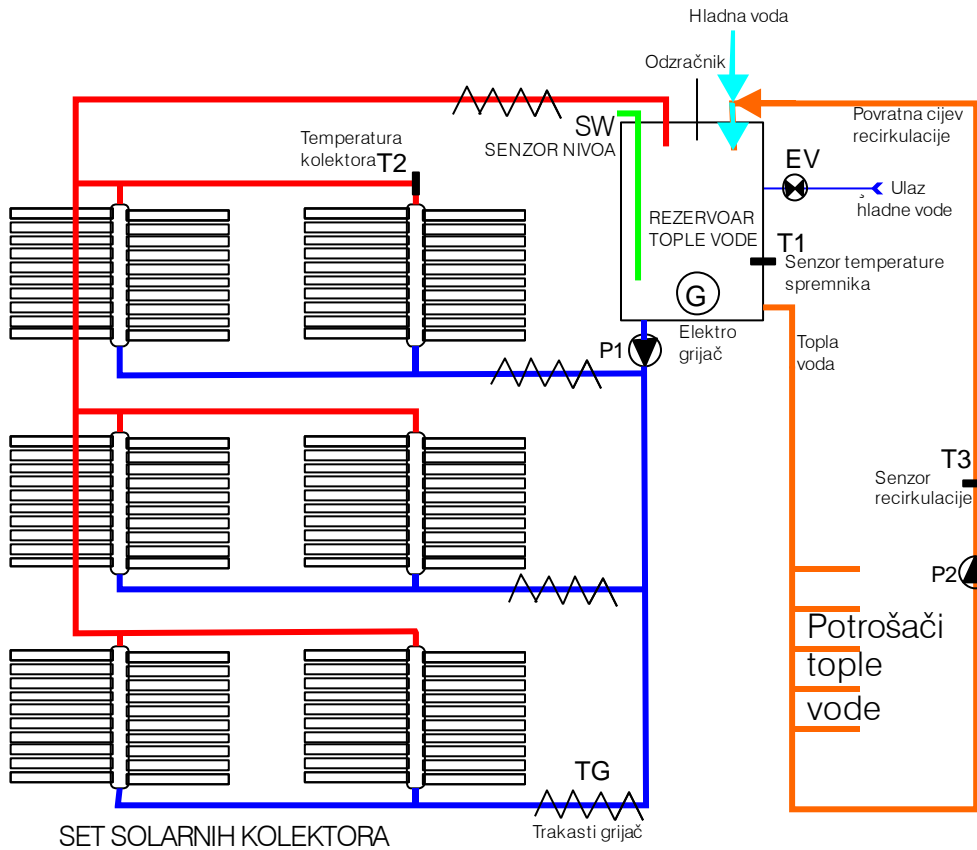 Hladna voda
Odzračnik
Povratna cijev
recirkulacije
SW
SENZOR NIVOA
Temperatura
kolektora T2
EV
Ulaz
hladne vode
REZERVOAR
TOPLE VODE
T1
Senzor temperature
spremnika
G
Elektro
grijač
P1
Topla
voda
T3
Senzor
recirkulacije
P2
Potrošači
tople
vode
TG
Trakasti grijač
SET SOLARNIH KOLEKTORA